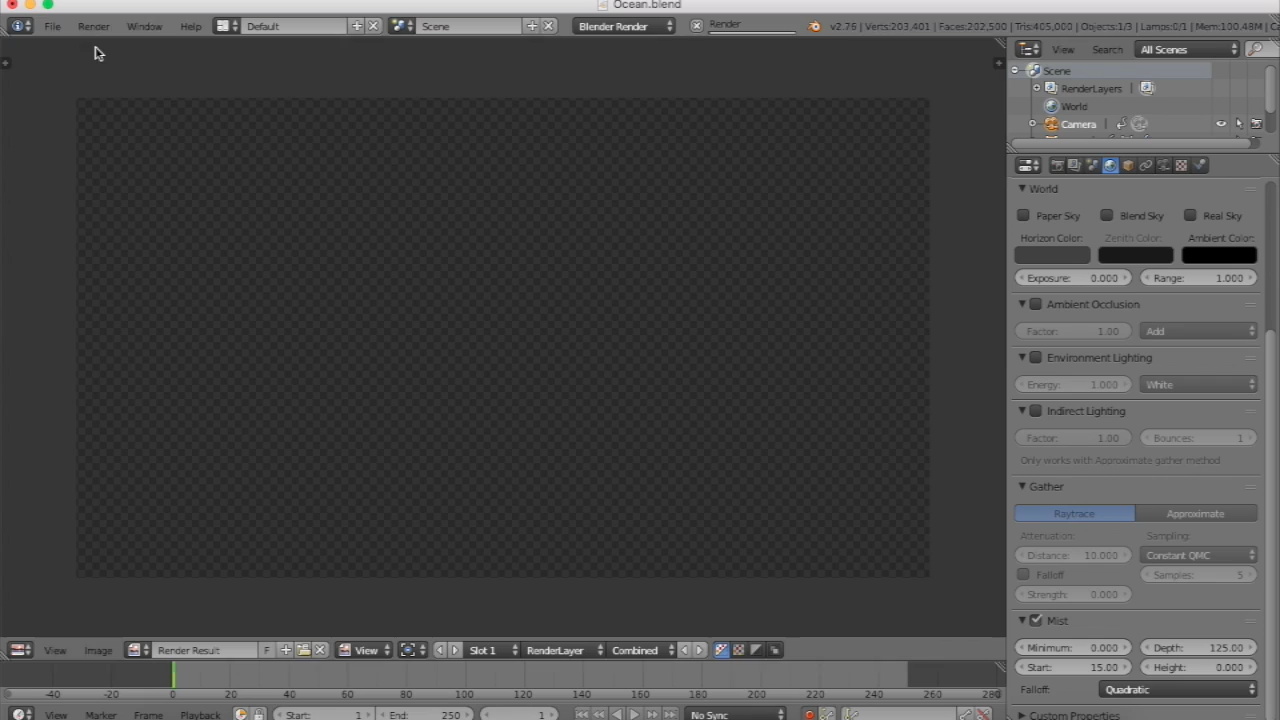 Ocean.blend
File Render Window Help Default Scene Blender Render Render v2.76 | Verts:203,401 | Faces:202,500 | Tris:405,000 | Objects:1/3 | Lamps:0/1 | Mem:100.48M
View Search All Scenes
Scene
RenderLayers
World
Camera
World
Paper Sky Blend Sky Real Sky
Horizon Color: Zenith Color: Ambient Color:
Exposure: 0.000 Range: 1.000
Ambient Occlusion
Factor: 1.00 Add
Environment Lighting
Energy: 1.000 White
Indirect Lighting
Factor: 1.00 Bounces: 1
Only works with Approximate gather method
Gather
Raytrace Approximate
Attenuation: Sampling:
Distance: 10.000 Constant QMC
Falloff Samples: 5
Strength: 0.000
Mist
Minimum: 0.000 Depth: 125.00
Start: 15.00 Height: 0.000
Falloff: Quadratic
Custom Properties
View Image Render Result F View Slot 1 RenderLayer Combined
-40 -20 0 20 40 60 80 100 120 140 160 180 200 220 240 260 280
View Marker Frame Playback Start: 1 End: 250 1 No Sync